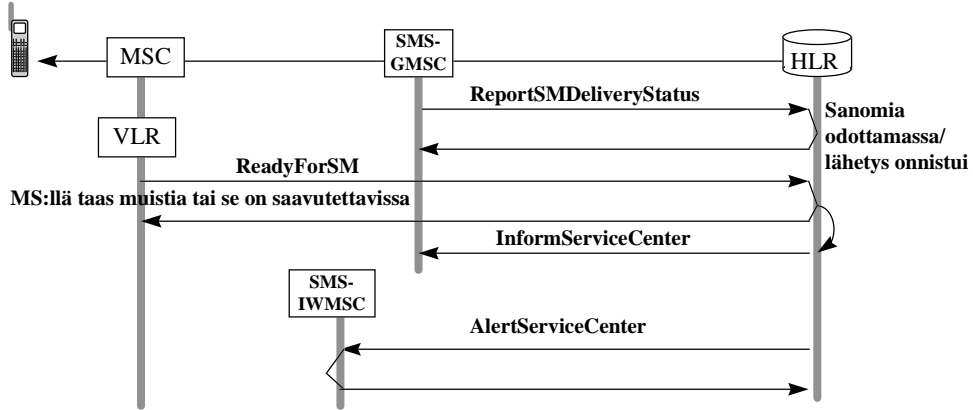 MSC
SMS-
GMSC
HLR
ReportSMDeliveryStatus
Sanomia
odottamassa/
lähetys onnistui
VLR
ReadyForSM
MS:llä taas muistia tai se on saavutettavissa
InformServiceCenter
SMS-
IWMSC
AlertServiceCenter